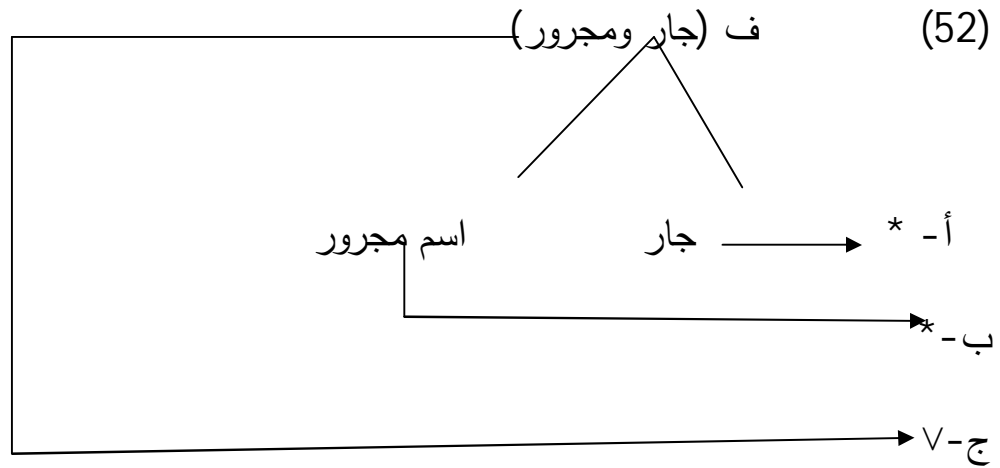 (52) ف (جار ومجرور)
أ- * جار اسم مجرور
ب-*
ج-√